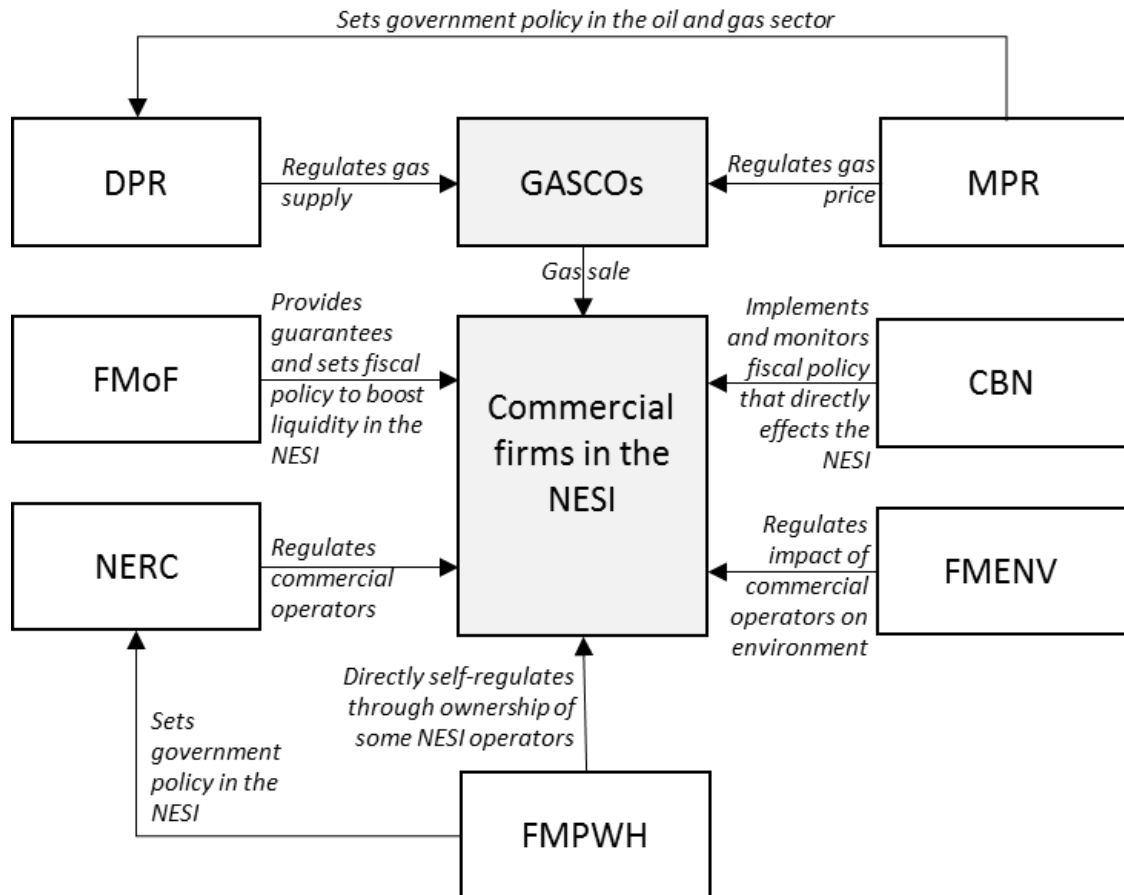 Sets government policy in the oil and gas sector
DPR
Regulates gas
supply
GASCOs
Regulates gas
price
MPR
Gas sale
FMoF
Provides
guarantees
and sets fiscal
policy to boost
liquidity in the
NESI
Commercial
firms in the
NESI
Implements
and monitors
fiscal policy
that directly
effects the
NESI
CBN
NERC
Regulates
commercial
operators
Regulates
impact of
commercial
operators on
environment
FMENV
Directly self-regulates
through ownership of
some NESI operators
Sets
government
policy in the
NESI
FMPWH